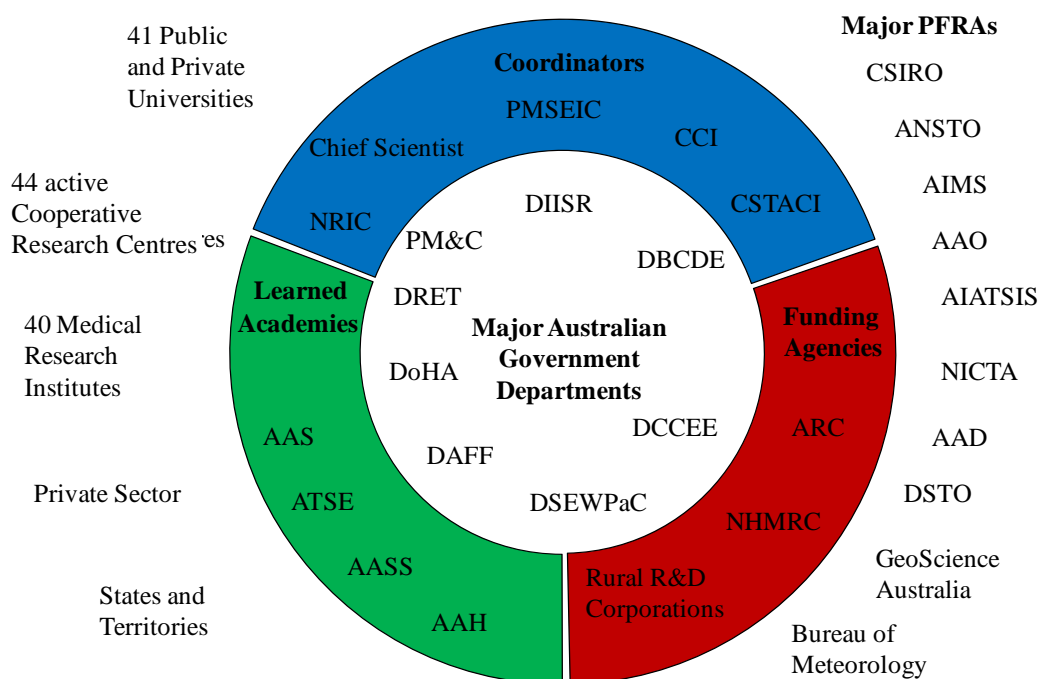 41 Public
and Private
Universities
44 active
Cooperative
Research Centres
res
40 Medical
Research
Institutes
Private Sector
States and
Territories
Coordinators
PMSEIC
Chief Scientist
CCI
NRIC
CSTACI
Learned
Academies
AAS
ATSE
AASS
AAH
DIISR
PM&C
DBCDE
DRET
Major Australian
Government
Departments
DoHA
DCCEE
DAFF
DSEWPaC
Funding
Agencies
ARC
NHMRC
Rural R&D
Corporations
Major PFRAs
CSIRO
ANSTO
AIMS
AAO
AIATSIS
NICTA
AAD
DSTO
GeoScience
Australia
Bureau of
Meteorology